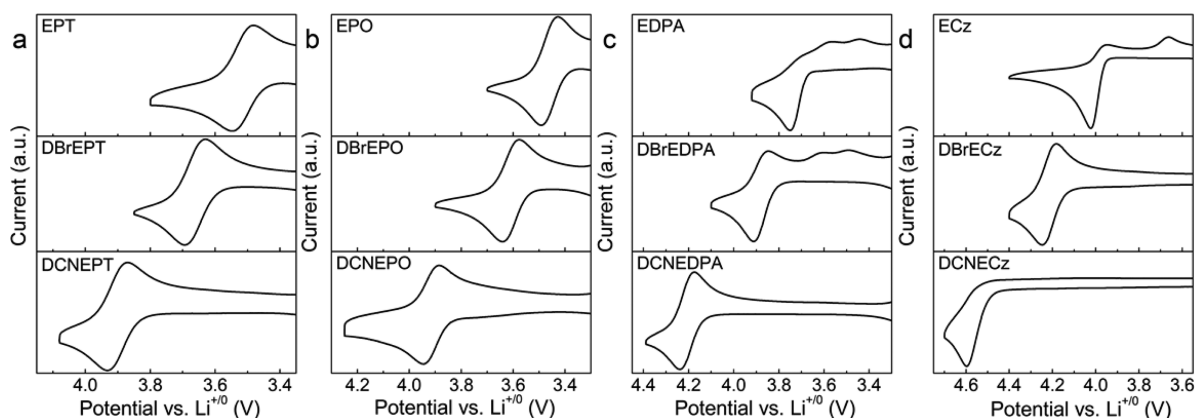 a
EPT
DBrEPT
DCNEPT
Current (a.u.)
4.0 3.8 3.6 3.4
Potential vs. Li+/0 (V)
b
EPO
DBrEPO
DCNEPO
Current (a.u.)
4.2 4.0 3.8 3.6 3.4
Potential vs. Li+/0 (V)
c
EDPA
DBrEDPA
DCNEDPA
Current (a.u.)
4.4 4.2 4.0 3.8 3.6 3.4
Potential vs. Li+/0 (V)
d
ECz
DBrECz
DCNECz
Current (a.u.)
4.6 4.4 4.2 4.0 3.8 3.6
Potential vs. Li+/0 (V)